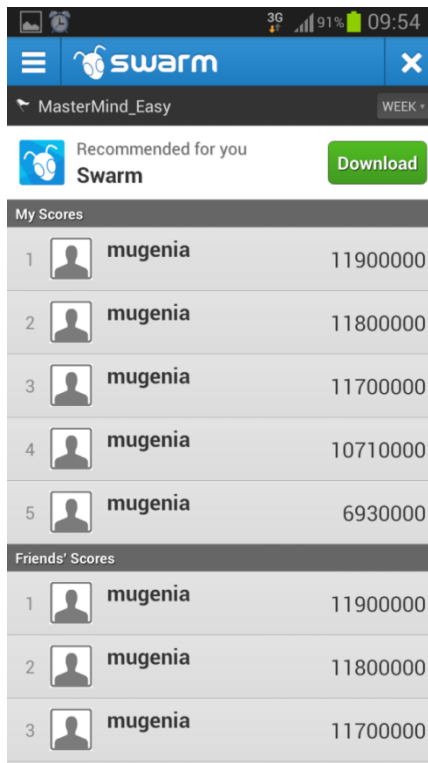 3G 91% 09:54
swarm
MasterMind_Easy WEEK
Recommended for you
Swarm
Download
My Scores
1 mugenia 11900000
2 mugenia 11800000
3 mugenia 11700000
4 mugenia 10710000
5 mugenia 6930000
Friends' Scores
1 mugenia 11900000
2 mugenia 11800000
3 mugenia 11700000